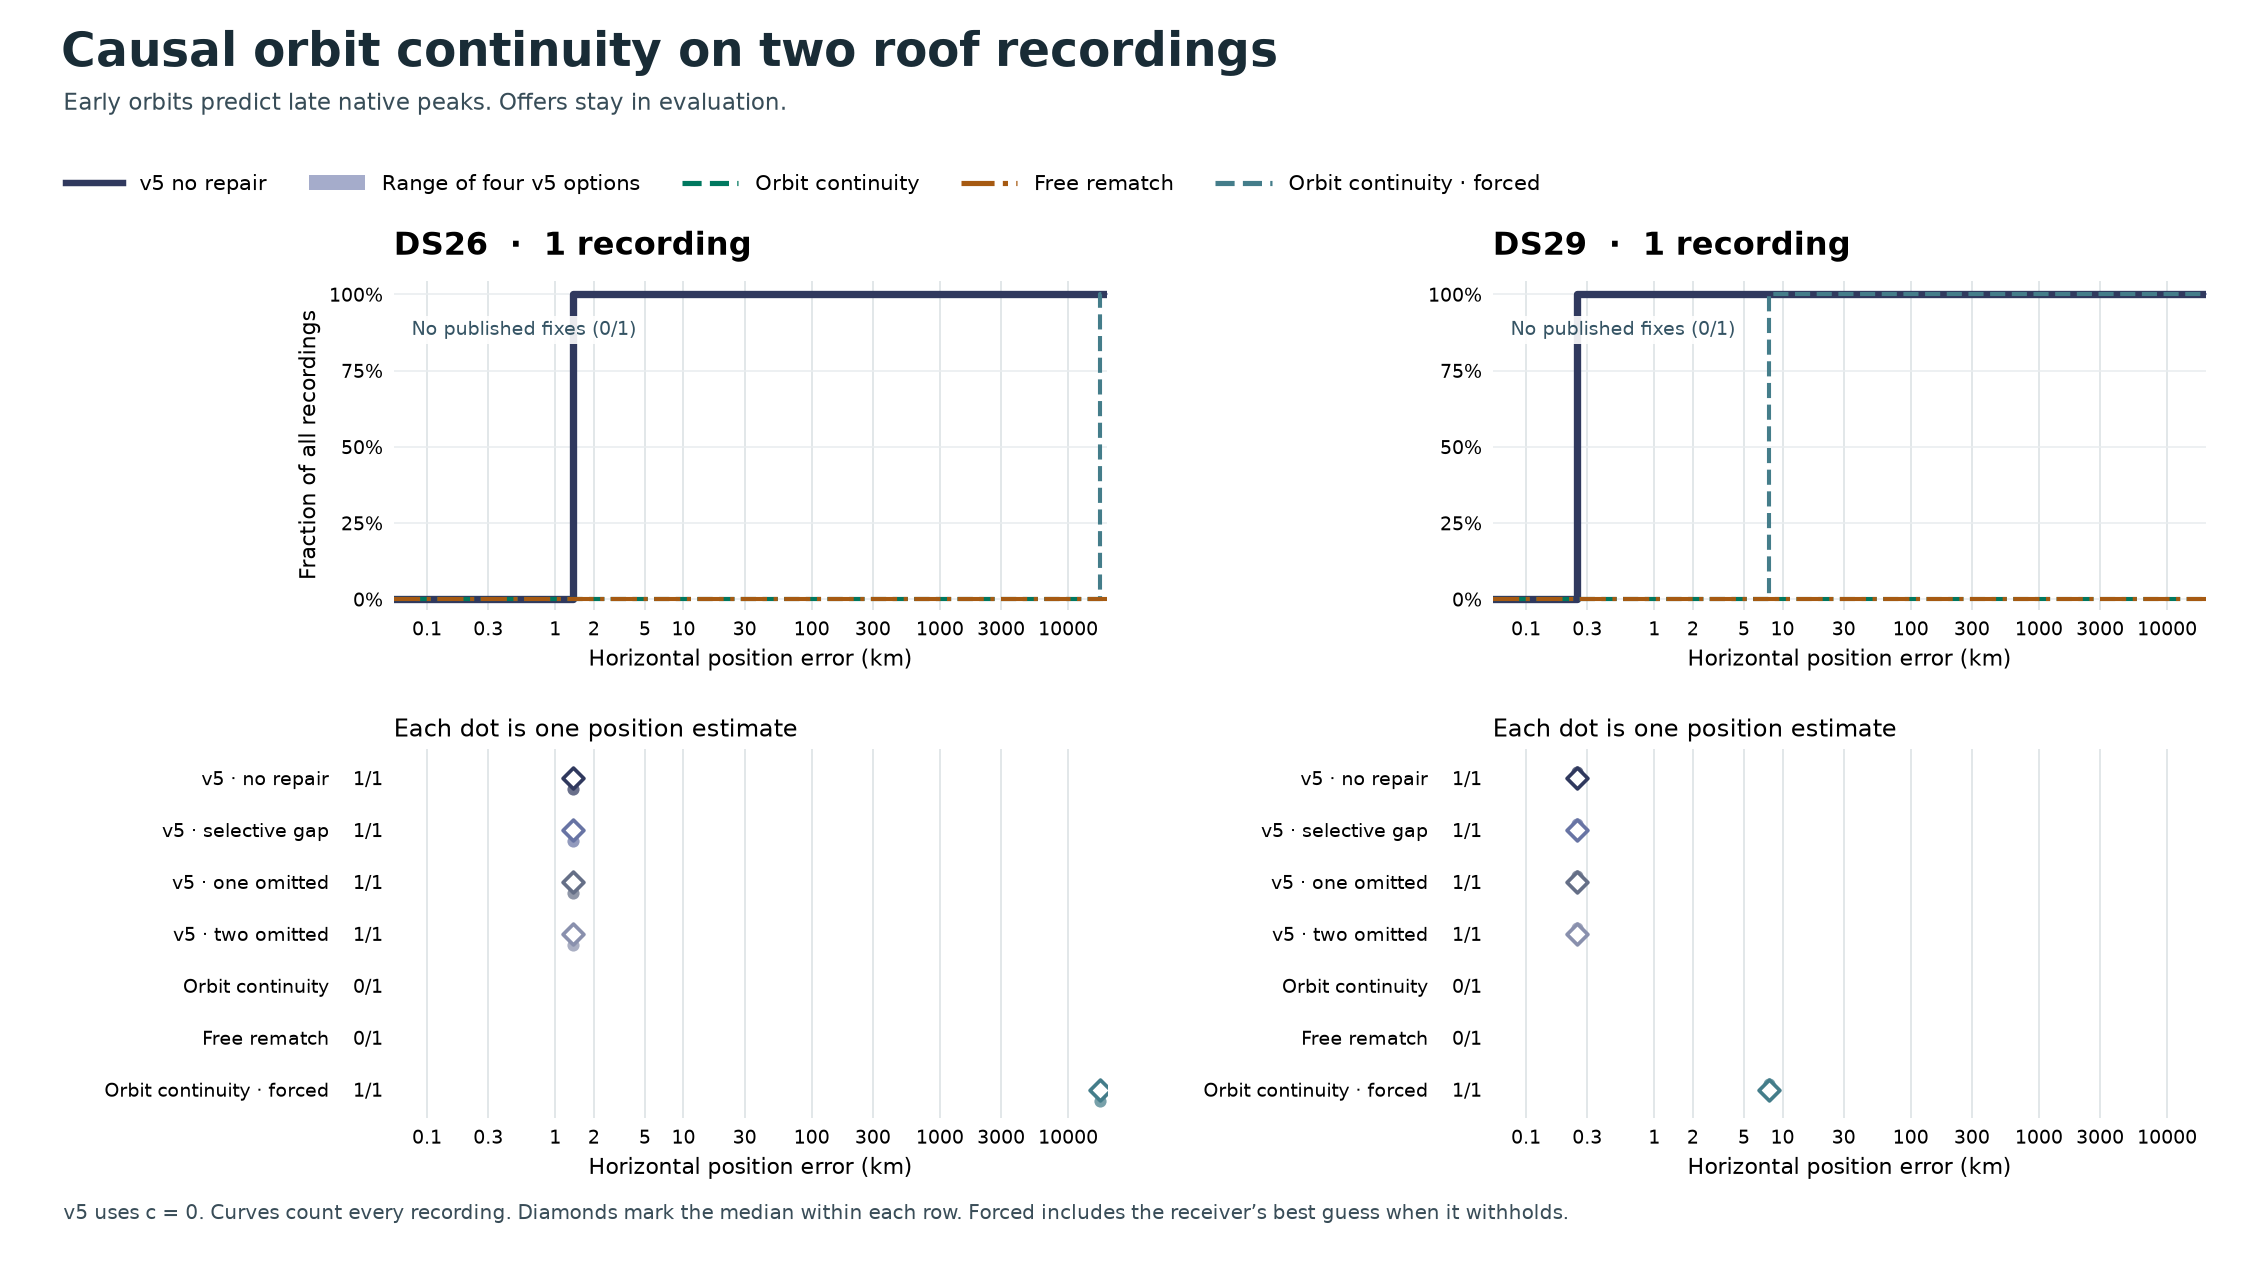 Causal orbit continuity on two roof recordings
Early orbits predict late native peaks. Offers stay in evaluation.
v5 no repair
Range of four v5 options
Orbit continuity
Free rematch
Orbit continuity · forced
DS26 · 1 recording
Fraction of all recordings
100%
75%
50%
25%
0%
No published fixes (0/1)
0.1 0.3 1 2 5 10 30 100 300 1000 3000 10000
Horizontal position error (km)
DS29 · 1 recording
100%
75%
50%
25%
0%
No published fixes (0/1)
0.1 0.3 1 2 5 10 30 100 300 1000 3000 10000
Horizontal position error (km)
Each dot is one position estimate
v5 · no repair 1/1
v5 · selective gap 1/1
v5 · one omitted 1/1
v5 · two omitted 1/1
Orbit continuity 0/1
Free rematch 0/1
Orbit continuity · forced 1/1
0.1 0.3 1 2 5 10 30 100 300 1000 3000 10000
Horizontal position error (km)
Each dot is one position estimate
v5 · no repair 1/1
v5 · selective gap 1/1
v5 · one omitted 1/1
v5 · two omitted 1/1
Orbit continuity 0/1
Free rematch 0/1
Orbit continuity · forced 1/1
0.1 0.3 1 2 5 10 30 100 300 1000 3000 10000
Horizontal position error (km)
v5 uses c = 0. Curves count every recording. Diamonds mark the median within each row. Forced includes the receiver’s best guess when it withholds.